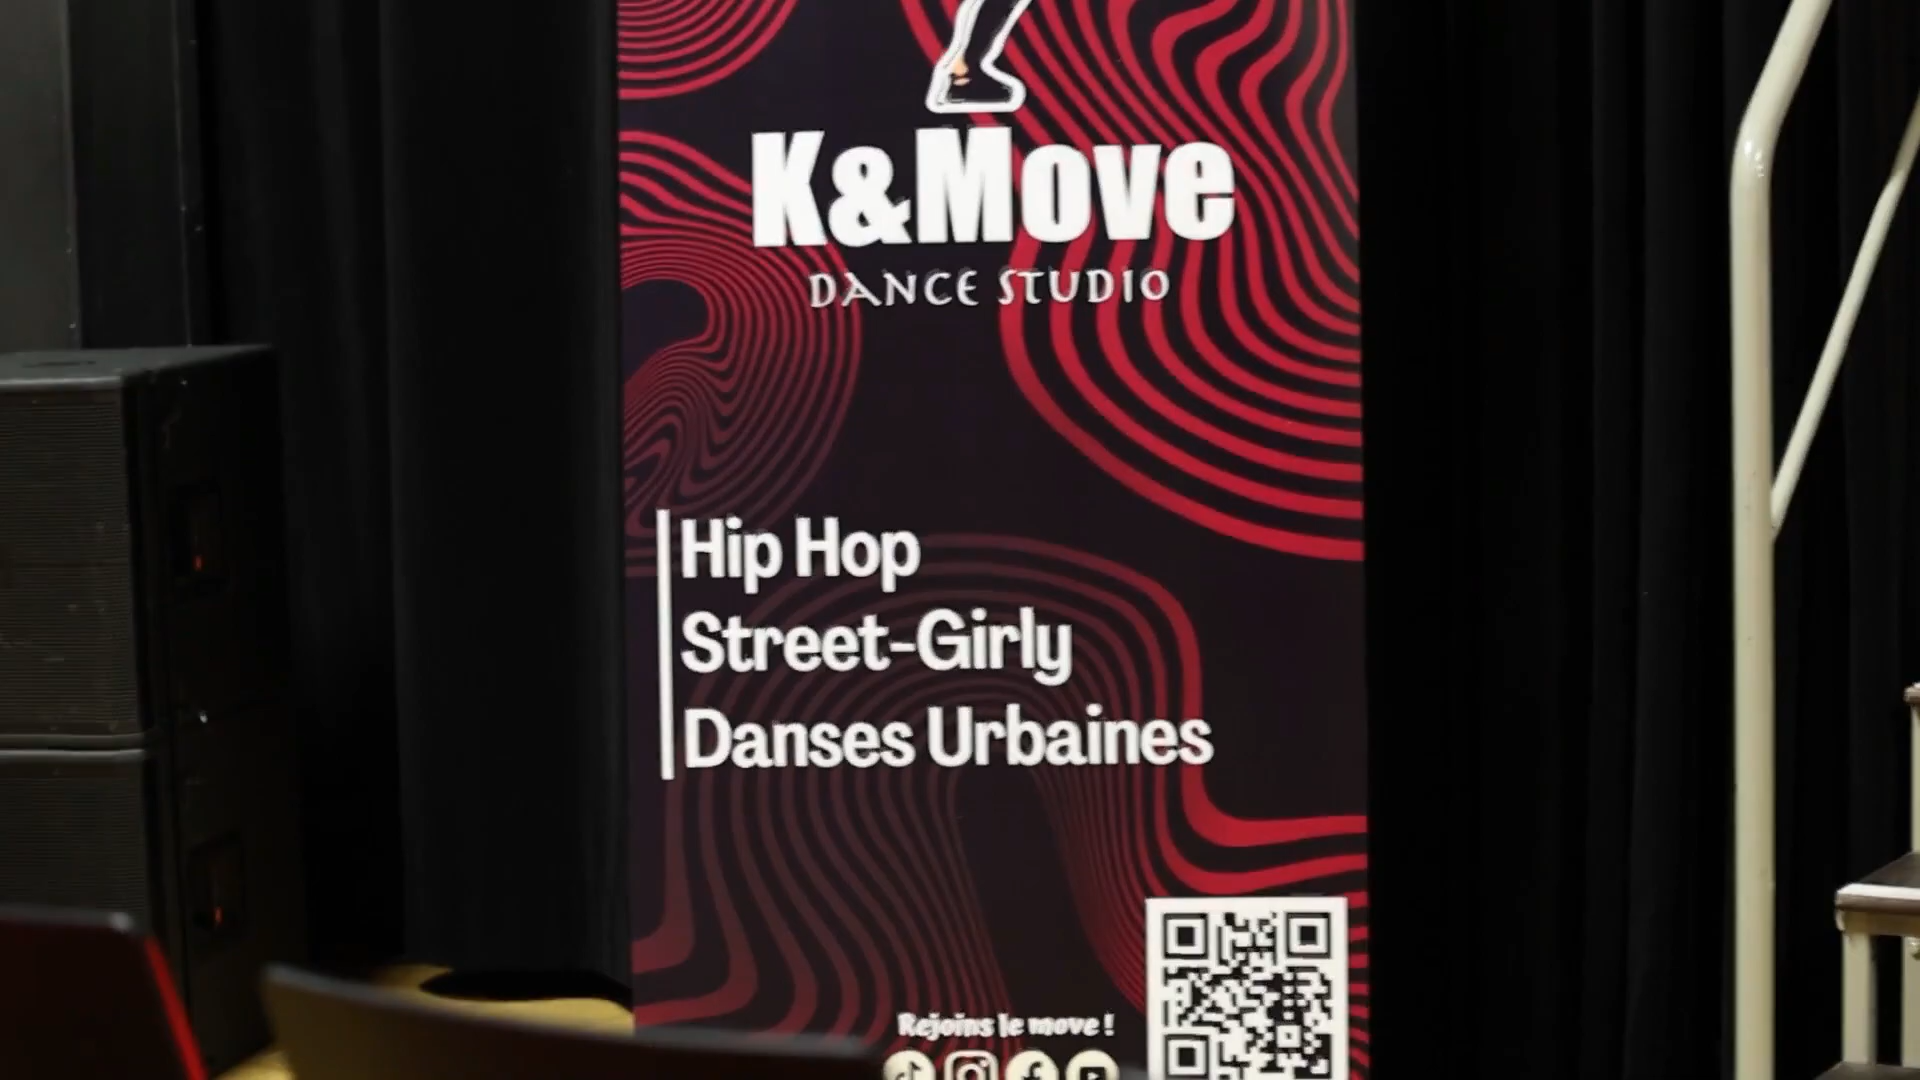 K&Move
DANCE STUDIO
Hip Hop
Street-Girly
Danses Urbaines
Rejoins le move !